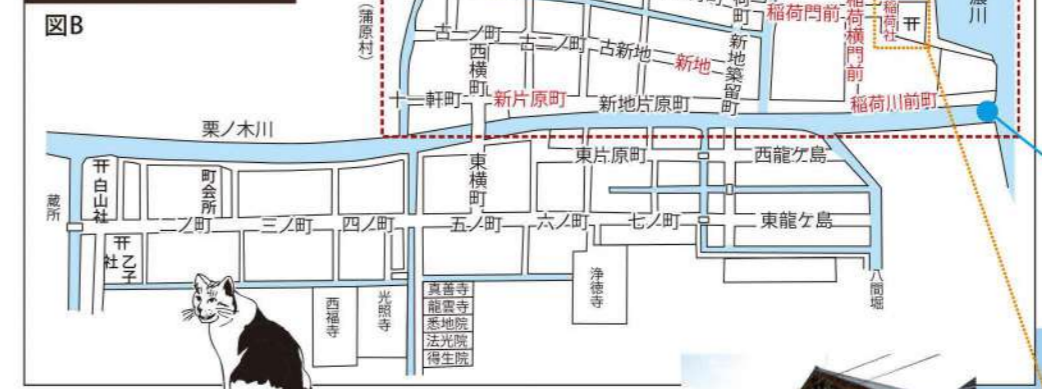 図B
(蒲原村)
稲荷門前
稲荷横門前
稲荷社
古一ノ町
古二ノ町
古新地
新地
新地築留町
西横町
十一軒町
新片原町
新地片原町
稲荷川前町
栗ノ木川
東横町
東片原町
西龍ケ島
蔵所
白山社
町会所
二ノ町
三ノ町
四ノ町
五ノ町
六ノ町
七ノ町
東龍ケ島
乙子社
西福寺
光照寺
真善寺
龍雲寺
悉地院
法光院
得生院
浄徳寺
八間堀